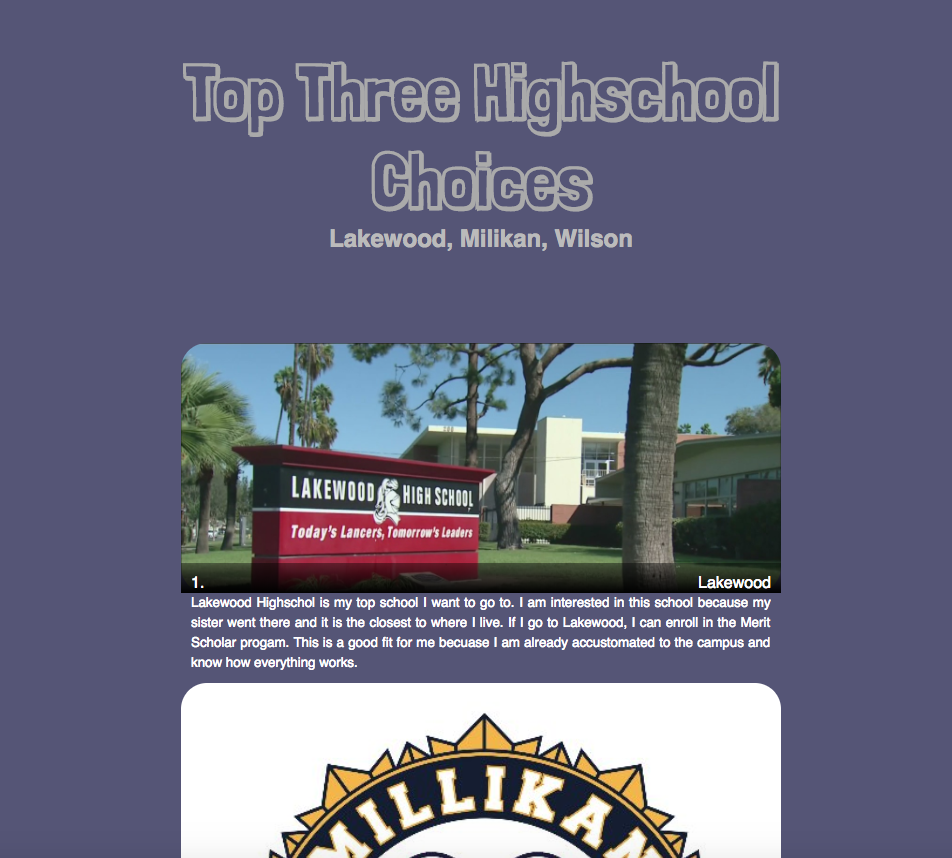 Top Three Highschool
Choices
Lakewood, Milikan, Wilson
LAKEWOOD HIGH SCHOOL
Today's Lancers, Tomorrow's Leaders
1. Lakewood
Lakewood Highschol is my top school I want to go to. I am interested in this school because my
sister went there and it is the closest to where I live. If I go to Lakewood, I can enroll in the Merit
Scholar progam. This is a good fit for me becuase I am already accustomated to the campus and
know how everything works.
MILLIKAN